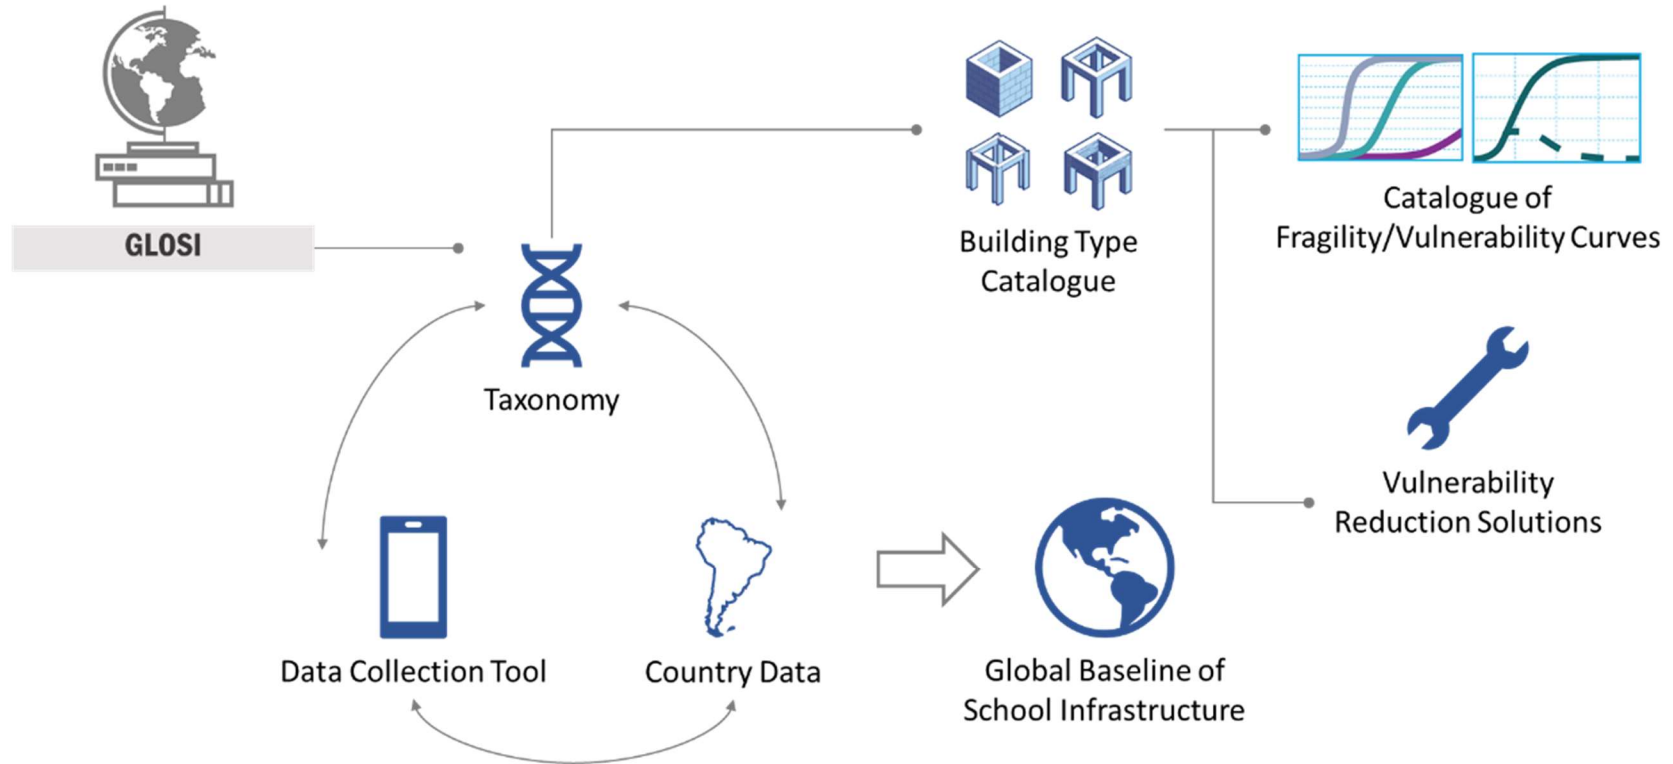 GLOSI
Taxonomy
Building Type
Catalogue
Catalogue of
Fragility/Vulnerability Curves
Vulnerability
Reduction Solutions
Data Collection Tool
Country Data
Global Baseline of
School Infrastructure